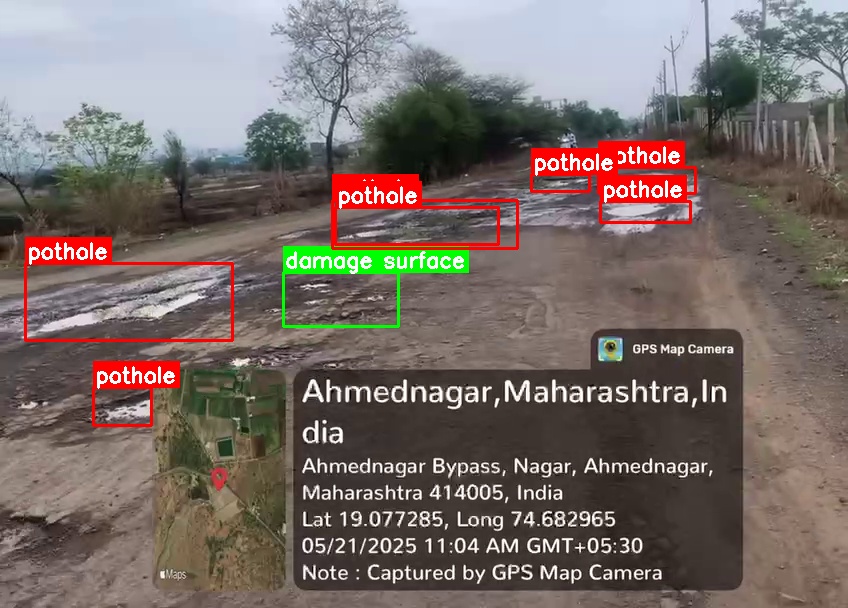 pothole
othole
pothole
pothole
pothole
damage surface
pothole
GPS Map Camera
Ahmednagar,Maharashtra,In
dia
Ahmednagar Bypass, Nagar, Ahmednagar,
Maharashtra 414005, India
Lat 19.077285, Long 74.682965
05/21/2025 11:04 AM GMT+05:30
Note : Captured by GPS Map Camera
Maps